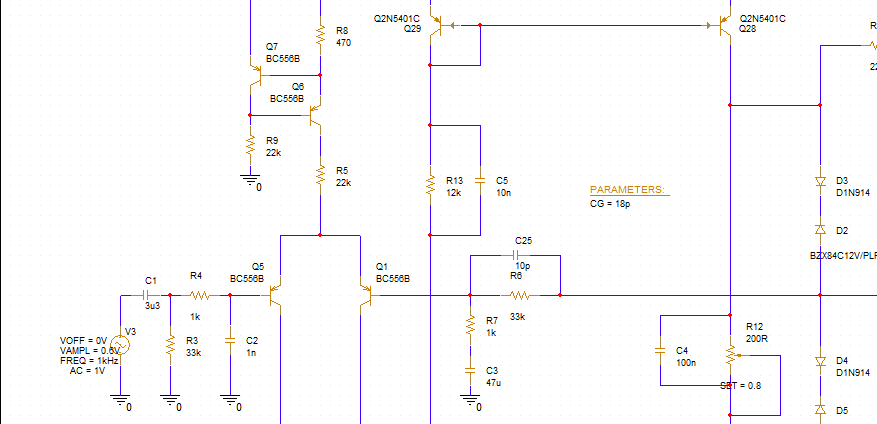 Q2N5401C
Q29
Q2N5401C
Q28
R8
470
R
22
Q7
BC556B
Q6
BC556B
R9
22k
0
R5
22k
R13
12k
C5
10n
PARAMETERS:
CG = 18p
D3
D1N914
D2
BZX84C12V/PLP
C25
10p
R6
33k
Q5
BC556B
Q1
BC556B
C1
3u3
R4
1k
R7
1k
V3
VOFF = 0V
VAMPL = 0.6V
FREQ = 1kHz
AC = 1V
R3
33k
C2
1n
C3
47u
C4
100n
R12
200R
SET = 0.8
D4
D1N914
D5
0
0
0
0